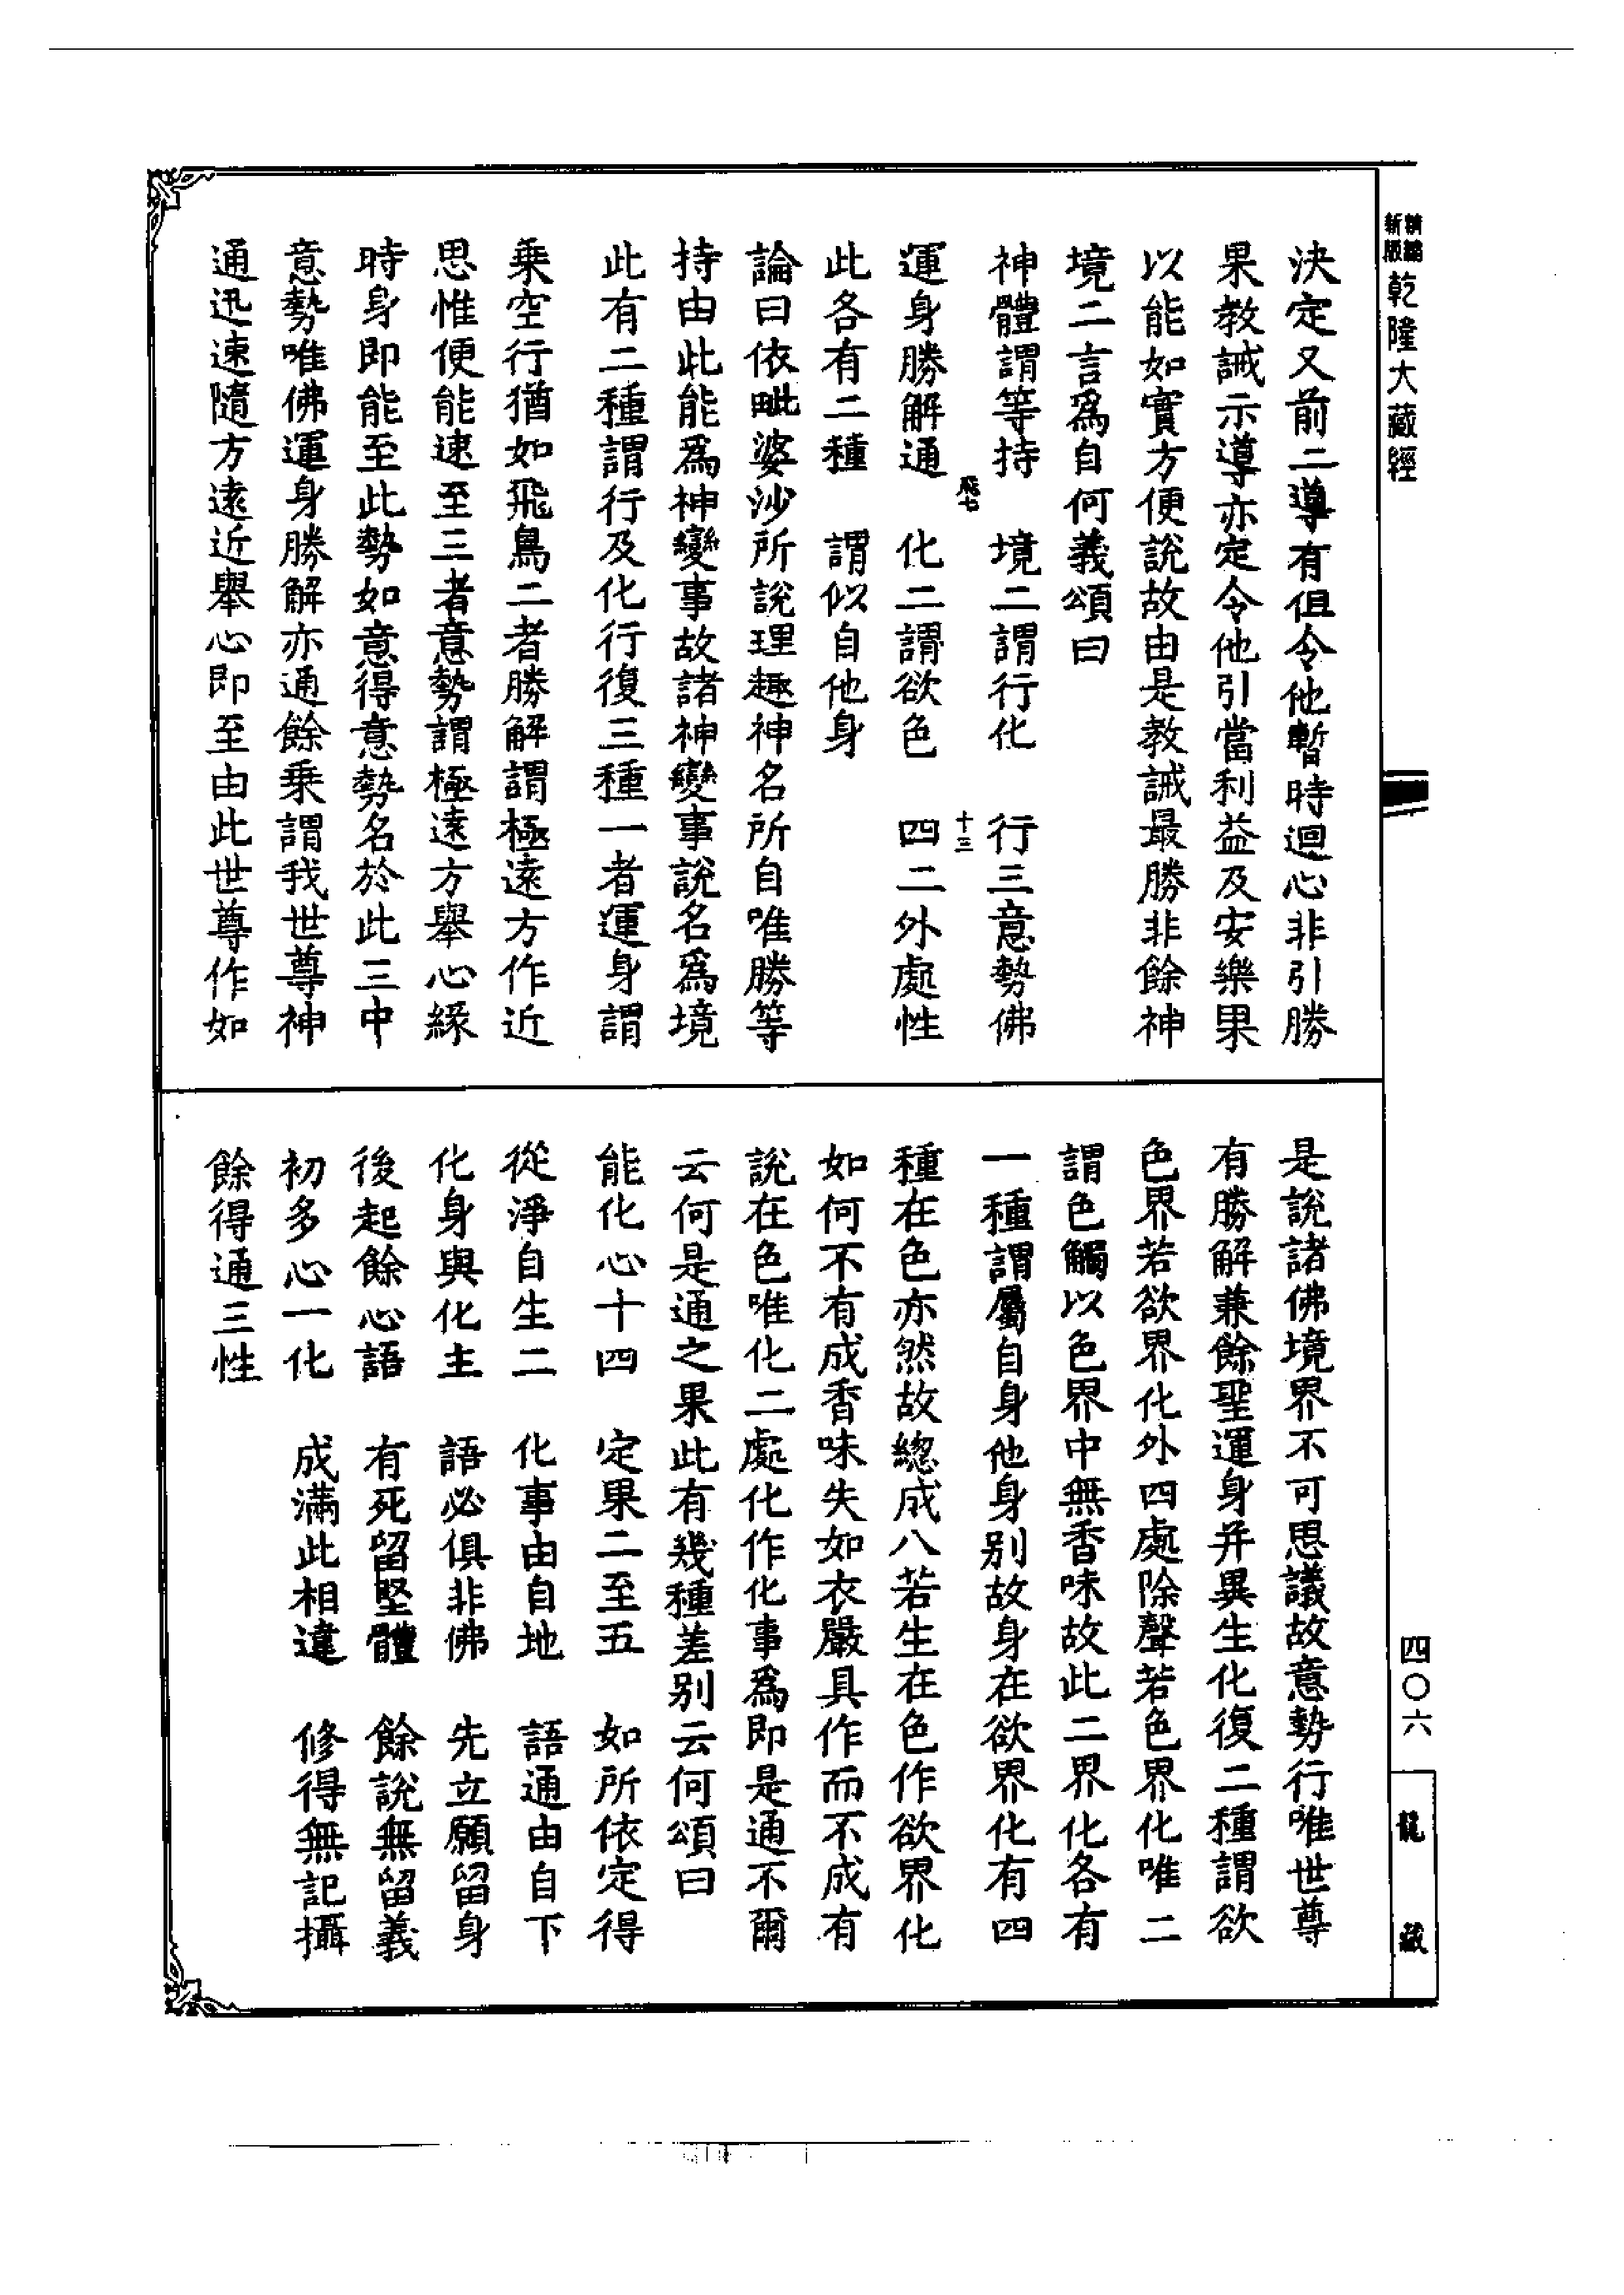 新編
新版
乾隆大藏經
決定又前二導有但令他暫時迴心非引勝
果教誡示導亦定令他引當利益及安樂果
以能如實方便說故由是教誡最勝非餘神
境二言爲自何義頌曰
神體謂等持　境二謂行化　行三意勢佛
飛七
十三
運身勝解通　化二謂欲色　四二外處性
此各有二種　謂似自他身
論曰依毗婆沙所說理趣神名所自唯勝等
持由此能爲神變事故諸神變事說名爲境
此有二種謂行及化行復三種一者運身謂
乘空行猶如飛鳥二者勝解謂極遠方作近
思惟便能速至三者意勢謂極遠方舉心緣
時身即能至此勢如意得意勢名於此三中
意勢唯佛運身勝解亦通餘乘謂我世尊神
通迅速隨方遠近舉心即至由此世尊作如
是說諸佛境界不可思議故意勢行唯世尊
有勝解兼餘聖運身并異生化復二種謂欲
色界若欲界化外四處除聲若色界化唯二
謂色觸以色界中無香味故此二界化各有
一種謂屬自身他身別故身在欲界化有四
種在色亦然故總成八若生在色作欲界化
如何不有成香味失如衣嚴具作而不成有
說在色唯化二處化作化事爲即是通不爾
云何是通之果此有幾種差別云何頌曰
能化心十四　定果二至五　如所依定得
從淨自生二　化事由自地　語通由自下
化身與化主　語必俱非佛　先立願留身
後起餘心語　有死留堅體　餘說無留義
初多心一化　成滿此相違　修得無記攝
餘得通三性
四〇六
龍藏